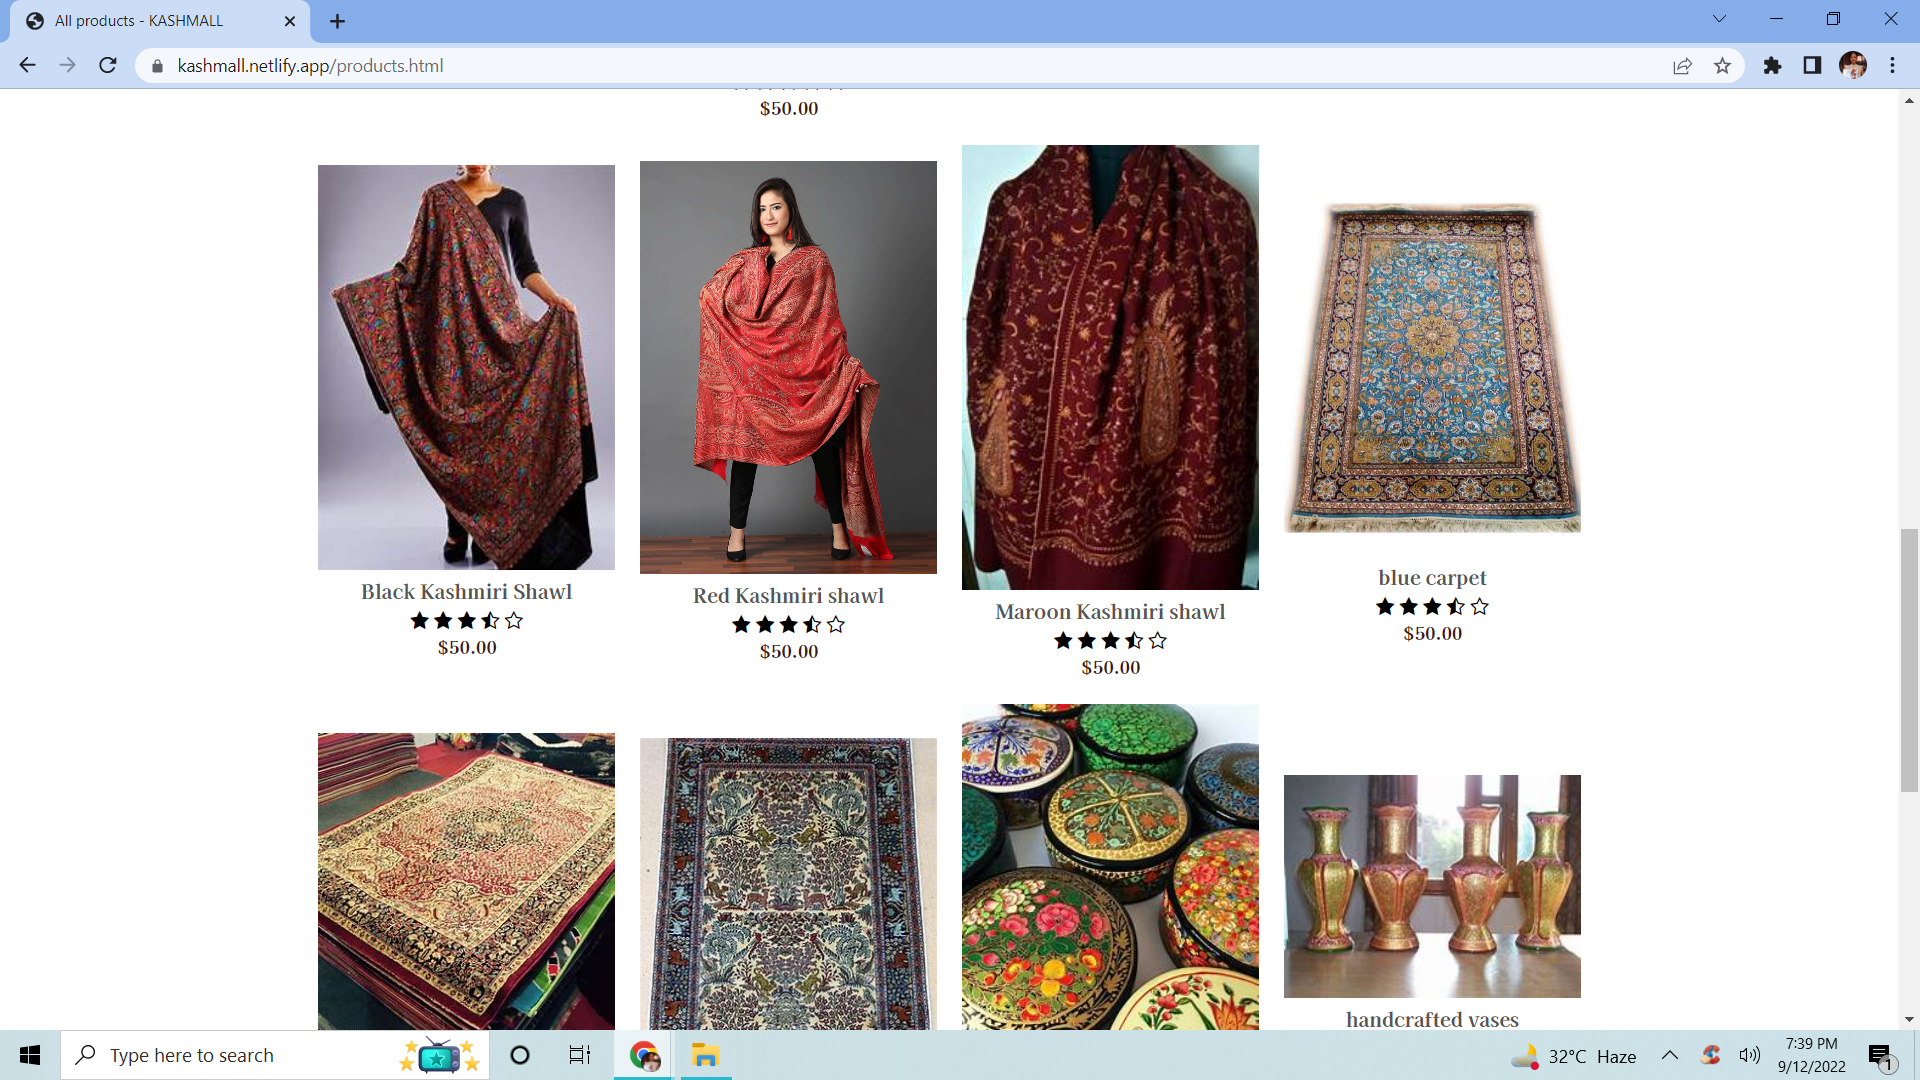 All products - KASHMALL
kashmall.netlify.app/products.html
$50.00
Black Kashmiri Shawl
$50.00
Red Kashmiri shawl
$50.00
Maroon Kashmiri shawl
$50.00
blue carpet
$50.00
handcrafted vases
Type here to search
32°C Haze
7:39 PM
9/12/2022
1